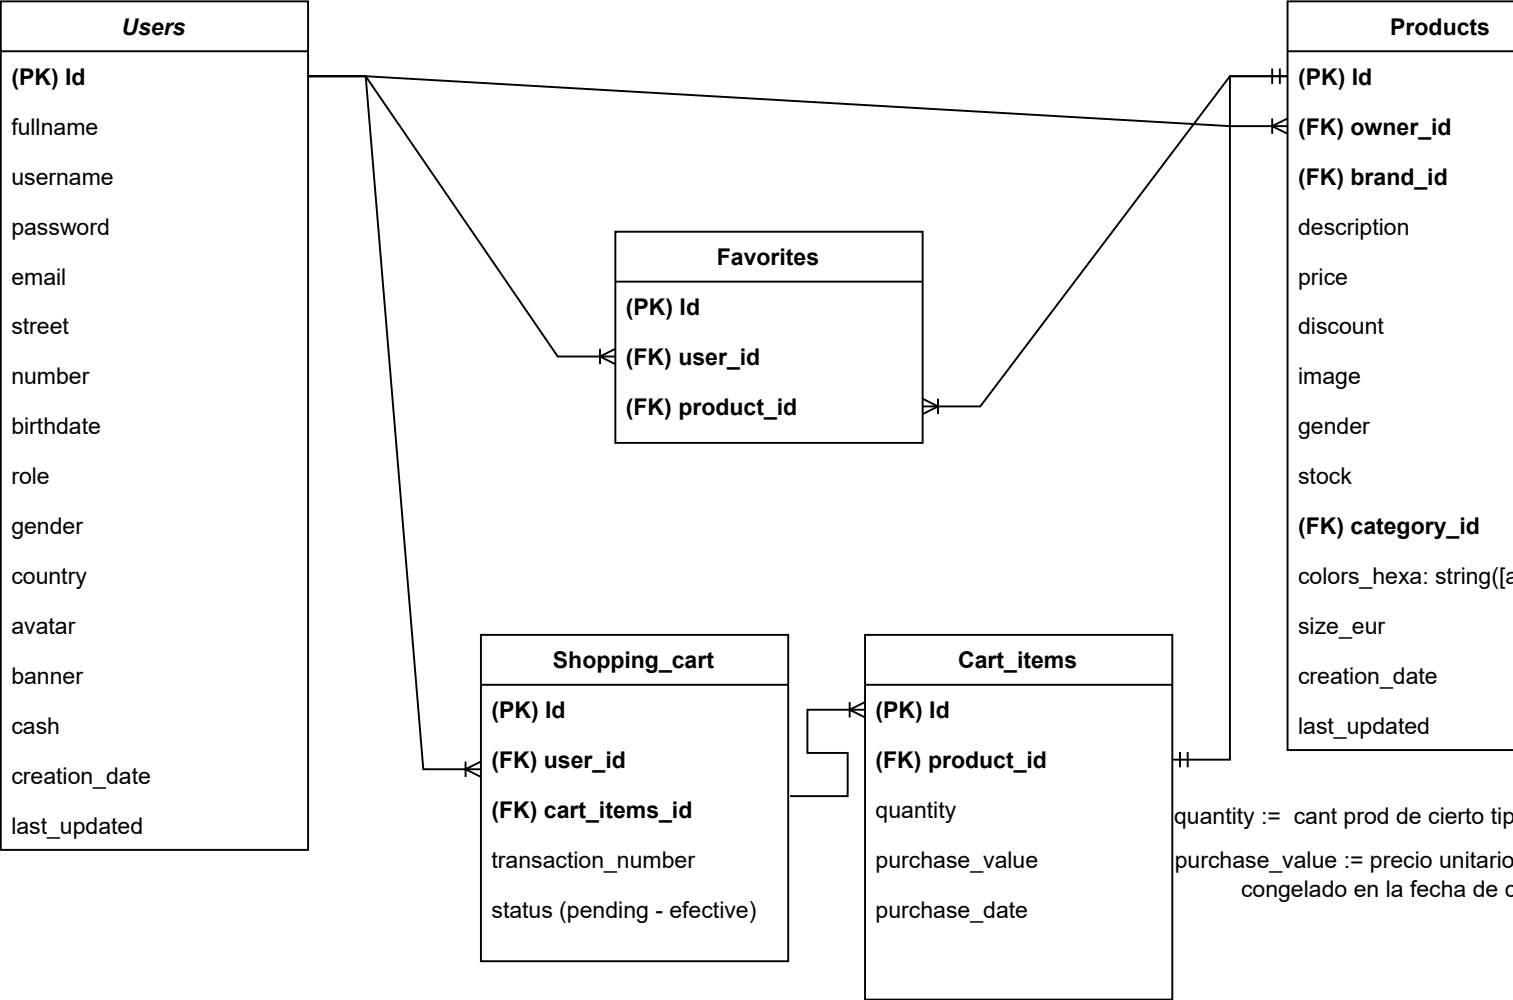 Users
(PK) Id
fullname
username
password
email
street
number
birthdate
role
gender
country
avatar
banner
cash
creation_date
last_updated
Favorites
(PK) Id
(FK) user_id
(FK) product_id
Shopping_cart
(PK) Id
(FK) user_id
(FK) cart_items_id
transaction_number
status (pending - efective)
Cart_items
(PK) Id
(FK) product_id
quantity
purchase_value
purchase_date
Products
(PK) Id
(FK) owner_id
(FK) brand_id
description
price
discount
image
gender
stock
(FK) category_id
colors_hexa:
size_eur
creation_date
last_updated
quantity := cant prod de cierto
purchase_value := precio unitario
congelado en la fecha de